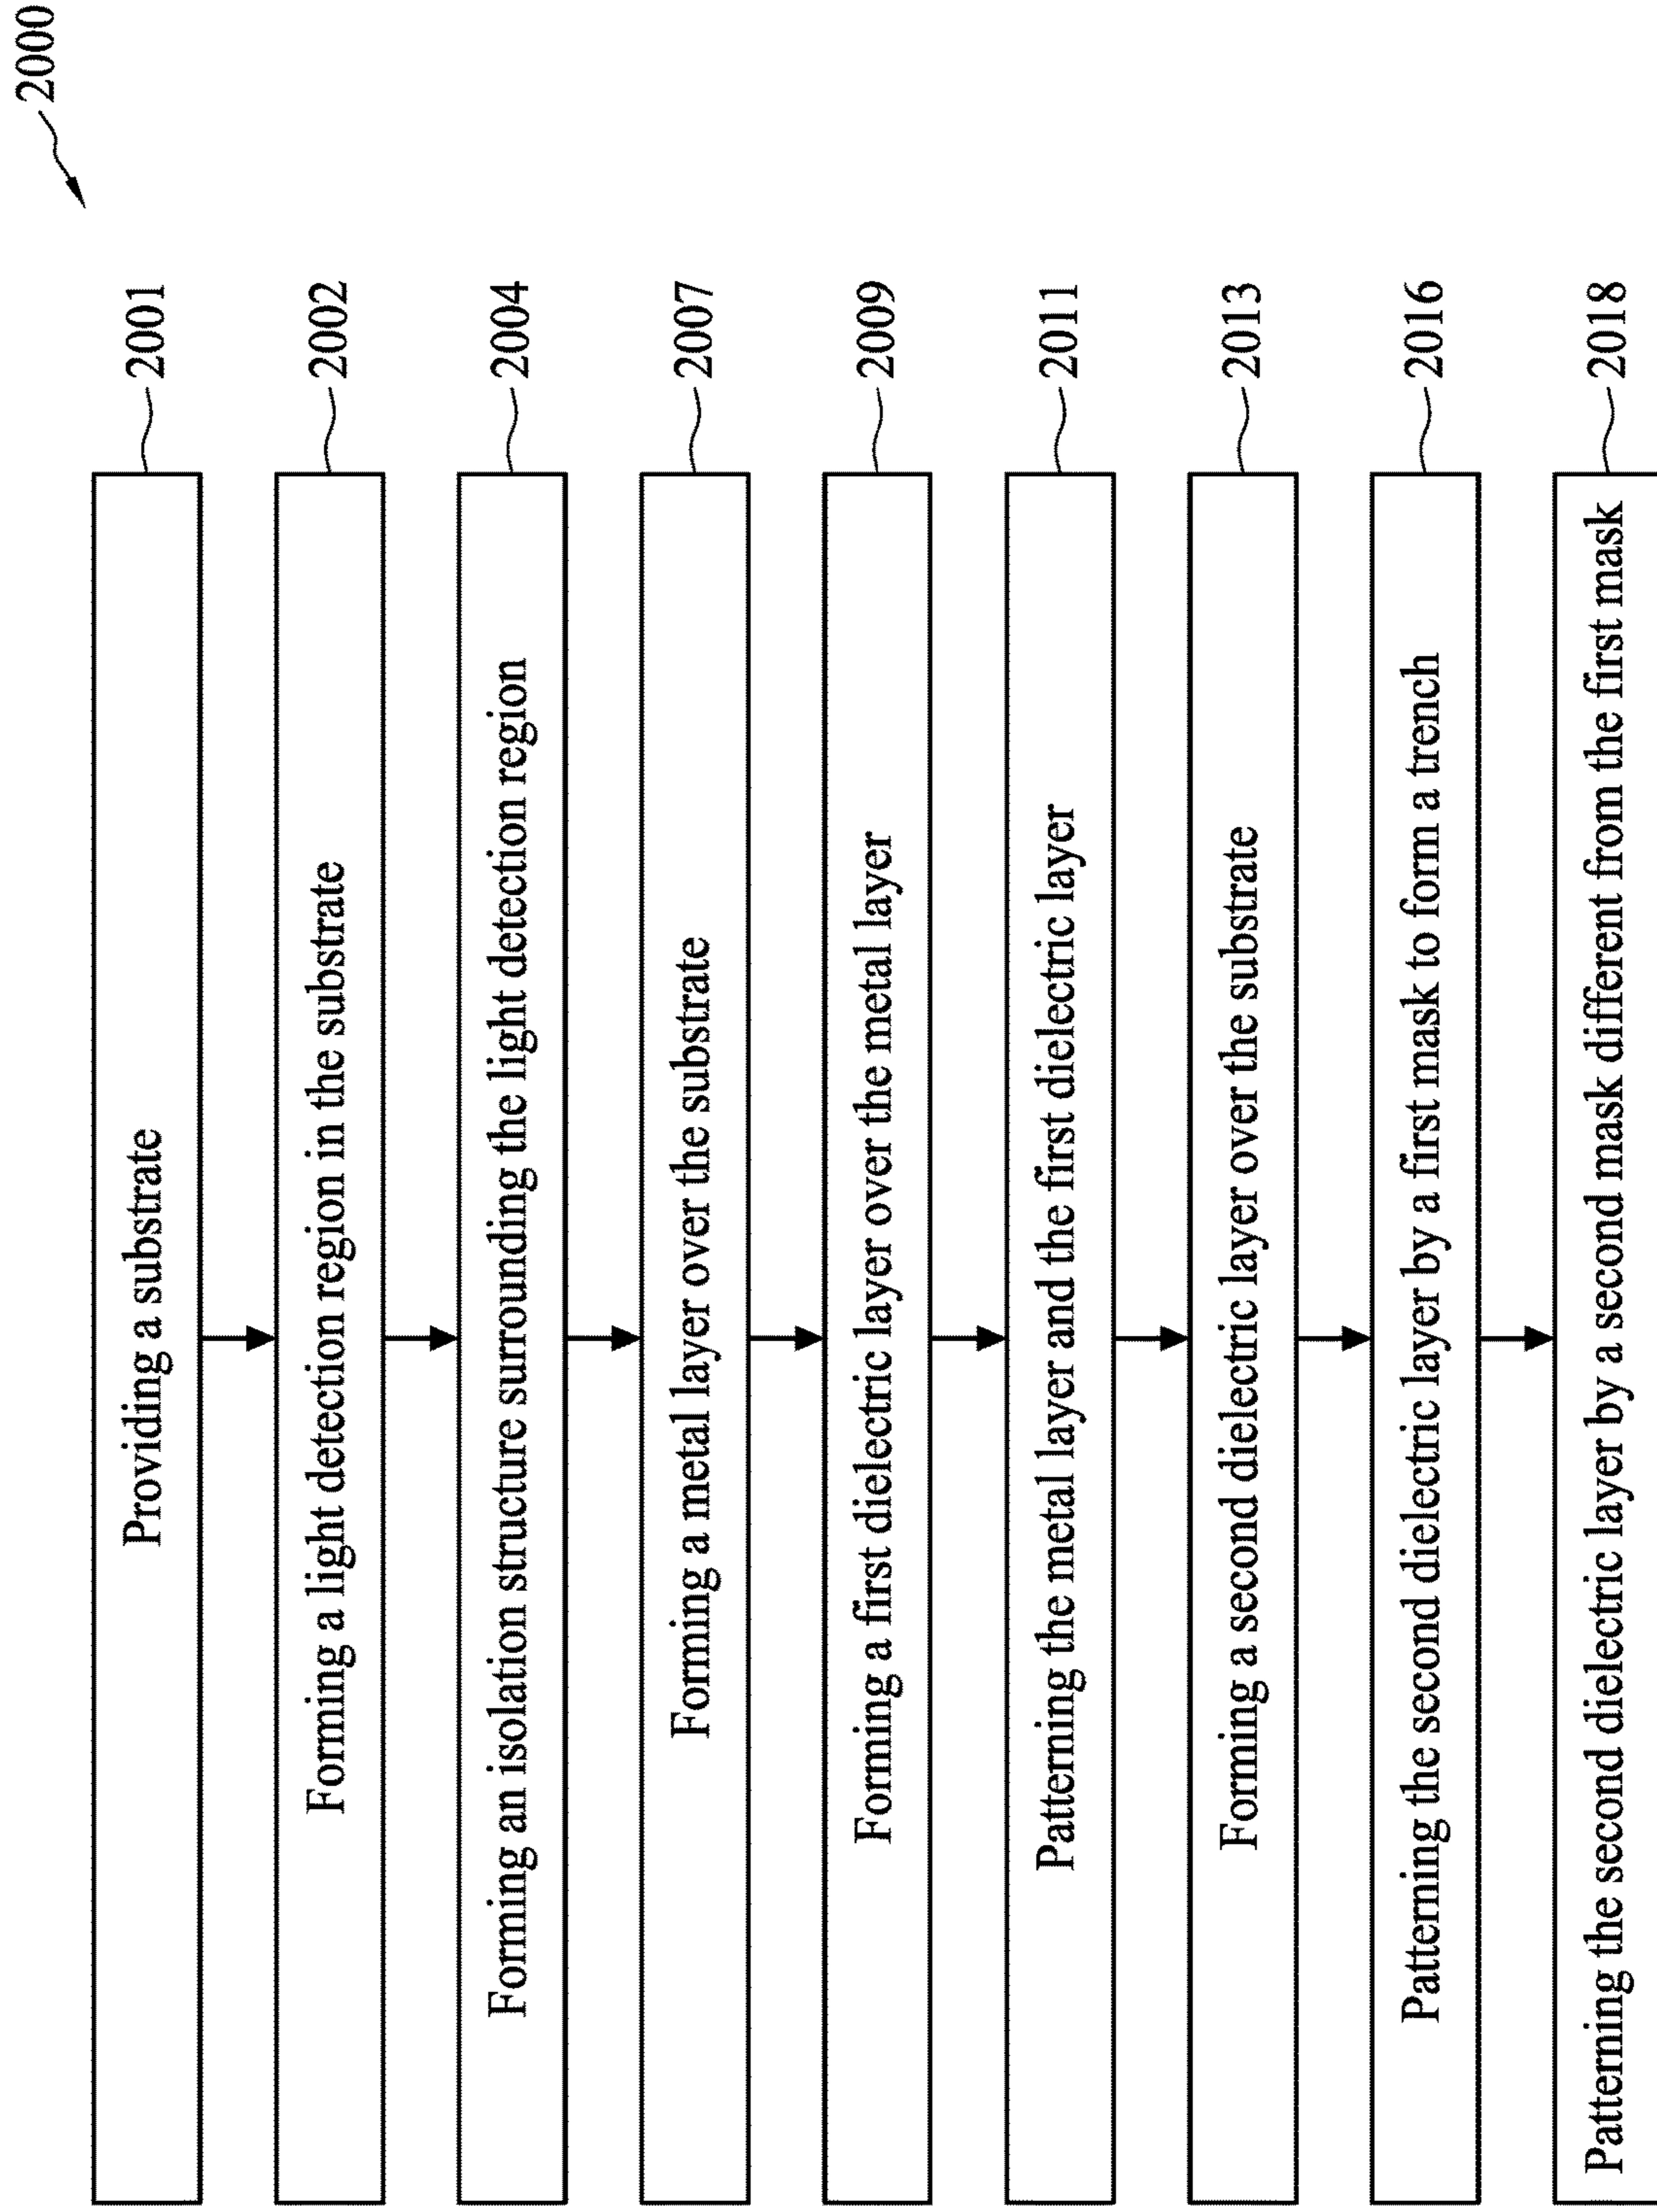 2000
Providing a substrate
2001
Forming a light detection region in the substrate
2002
Forming an isolation structure surrounding the light detection region
2004
Forming a metal layer over the substrate
2007
Forming a first dielectric layer over the metal layer
2009
Patterning the metal layer and the first dielectric layer
2011
Forming a second dielectric layer over the substrate
2013
Patterning the second dielectric layer by a first mask to form a trench
2016
Patterning the second dielectric layer by a second mask different from the first mask
2018